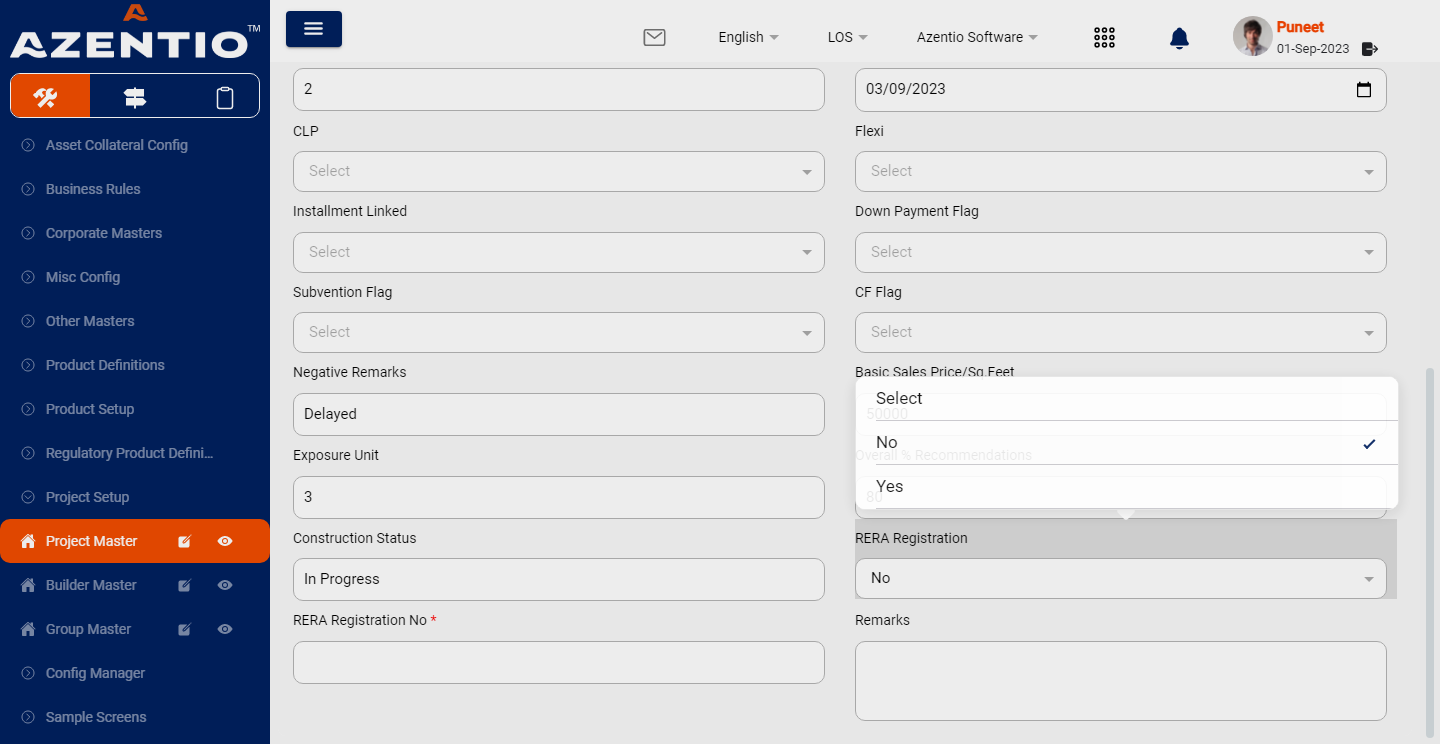 AZENTIO TM
English
LOS
Azentio Software
Puneet
01-Sep-2023
Asset Collateral Config
Business Rules
Corporate Masters
Misc Config
Other Masters
Product Definitions
Product Setup
Regulatory Product Defini...
Project Setup
Project Master
Builder Master
Group Master
Config Manager
Sample Screens
2
03/09/2023
CLP
Flexi
Select
Select
Installment Linked
Down Payment Flag
Select
Select
Subvention Flag
CF Flag
Select
Select
Negative Remarks
Basic Sales Price/Sq.Feet
Delayed
50000
Select
No
Yes
Exposure Unit
Overall % Recommendations
3
80
Construction Status
RERA Registration
In Progress
No
RERA Registration No *
Remarks